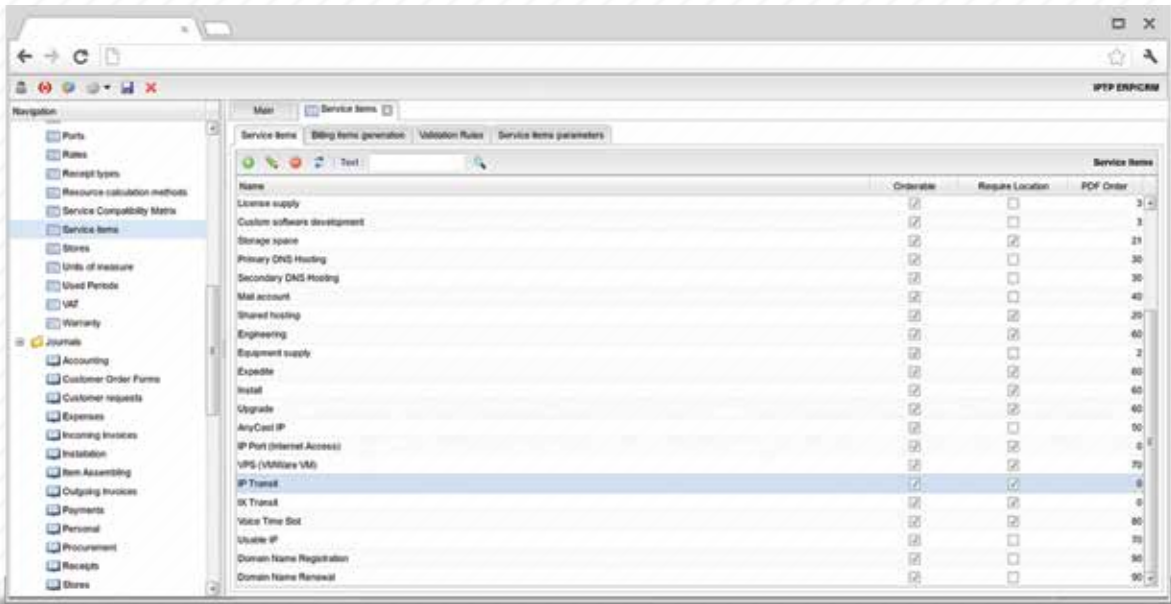 IPTP ERP/CRM
Navigation
Main Service Items
Ports
Rates
Receipt types
Resource calculation methods
Service Compatibility Matrix
Service Items
Stores
Units of measure
Used Periods
VAT
Warranty
Journals
Accounting
Customer Order Forms
Customer requests
Expenses
Incoming Invoices
Installation
Item Assembling
Outgoing Invoices
Payments
Personal
Procurement
Receipts
Stores
Service Items Billing items generation Validation Rules Service items parameters
Text Service Items
Name Orderable Require Location PDF Order
License supply 3
Custom software development 3
Storage space 21
Primary DNS Hosting 30
Secondary DNS Hosting 30
Mail account 40
Shared hosting 20
Engineering 60
Equipment supply 2
Expedite 60
Install 60
Upgrade 60
AnyCast IP 50
IP Port (Internet Access) 0
VPS (VMWare VM) 70
IP Transit 0
IX Transit 0
Voice Time Slot 80
Usable IP 70
Domain Name Registration 90
Domain Name Renewal 90